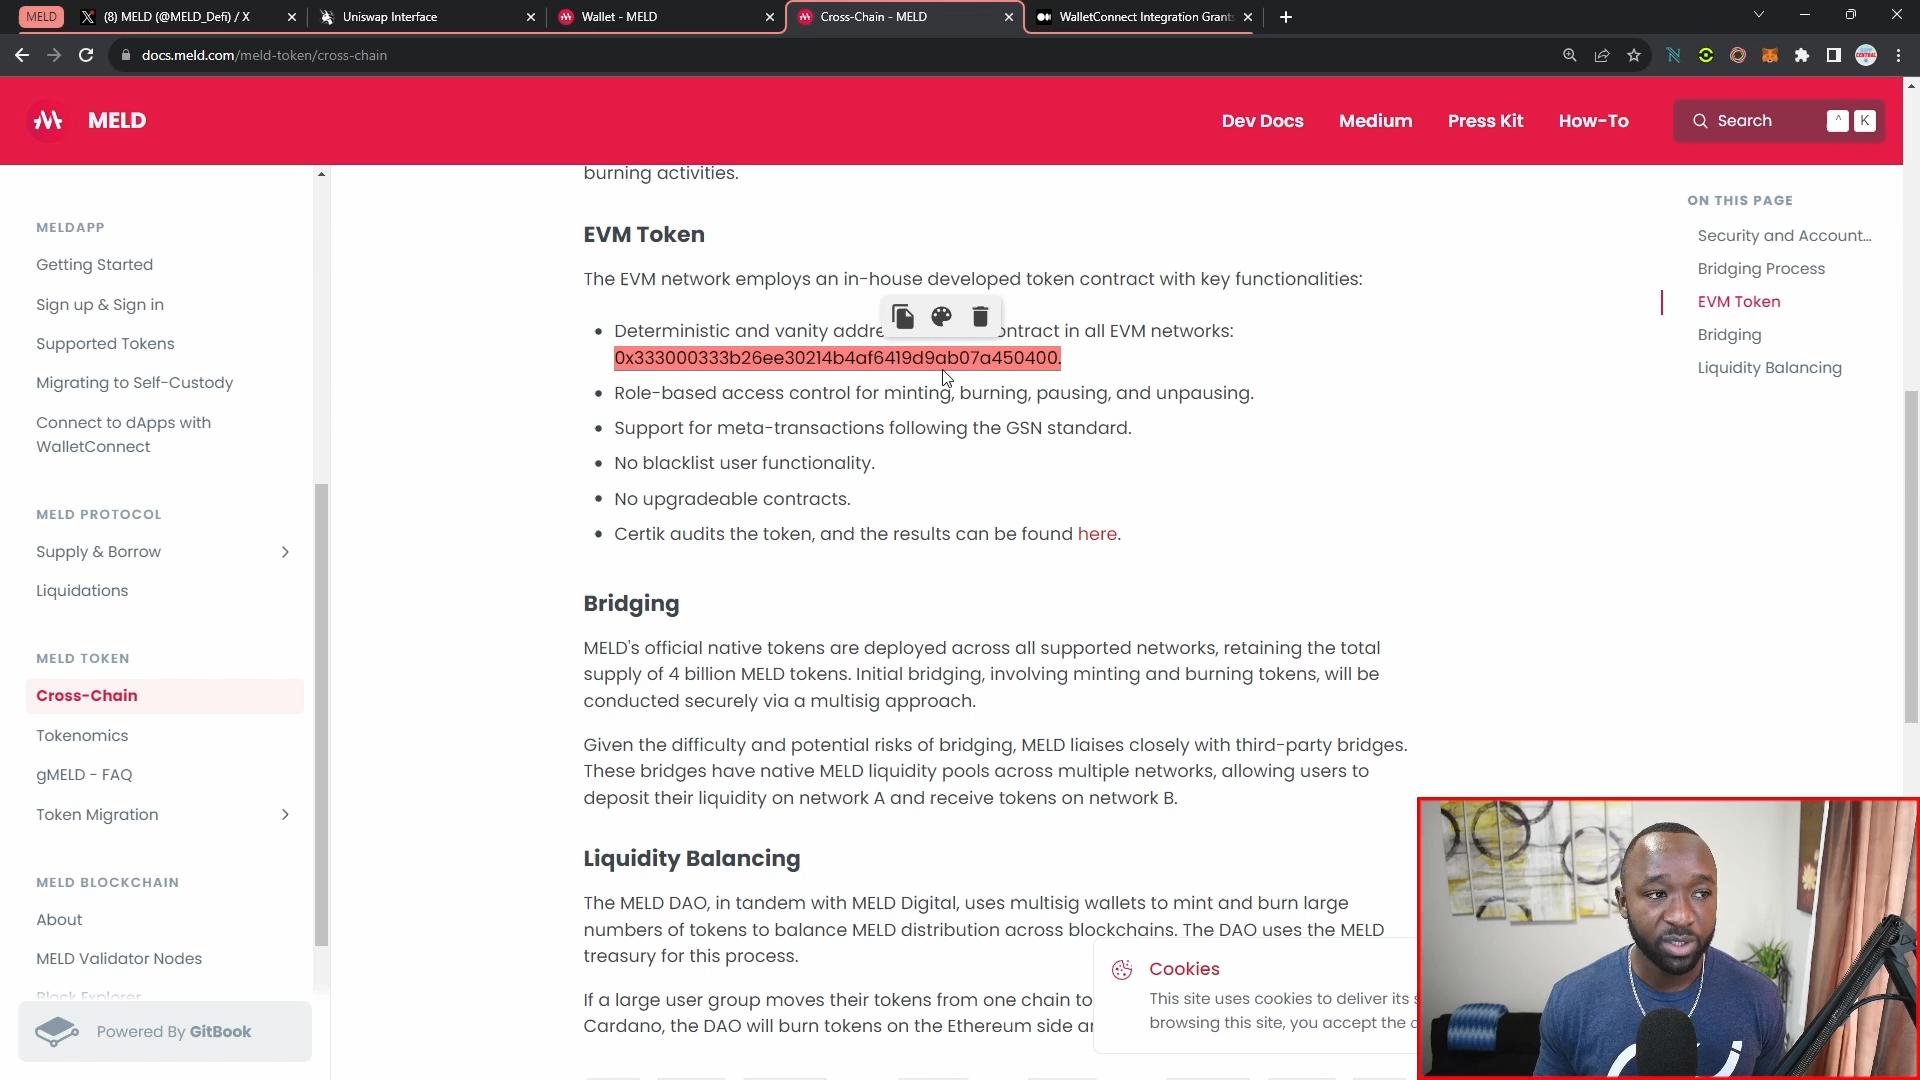 MELD
(8) MELD (@MELD_Defi) / X
Uniswap Interface
Wallet - MELD
Cross-Chain - MELD
WalletConnect Integration Grant
docs.meld.com/meld-token/cross-chain
MELD
Dev Docs
Medium
Press Kit
How-To
Search
^
K
MELDAPP
Getting Started
Sign up & Sign in
Supported Tokens
Migrating to Self-Custody
Connect to dApps with
WalletConnect
MELD PROTOCOL
Supply & Borrow
Liquidations
MELD TOKEN
Cross-Chain
Tokenomics
gMELD - FAQ
Token Migration
MELD BLOCKCHAIN
About
MELD Validator Nodes
Block Explorer
Powered By GitBook
burning activities.
EVM Token
The EVM network employs an in-house developed token contract with key functionalities:
Deterministic and vanity addre ontract in all EVM networks:
0x333000333b26ee30214b4af6419d9ab07a450400.
Role-based access control for minting, burning, pausing, and unpausing.
Support for meta-transactions following the GSN standard.
No blacklist user functionality.
No upgradeable contracts.
Certik audits the token, and the results can be found here.
Bridging
MELD's official native tokens are deployed across all supported networks, retaining the total
supply of 4 billion MELD tokens. Initial bridging, involving minting and burning tokens, will be
conducted securely via a multisig approach.
Given the difficulty and potential risks of bridging, MELD liaises closely with third-party bridges.
These bridges have native MELD liquidity pools across multiple networks, allowing users to
deposit their liquidity on network A and receive tokens on network B.
Liquidity Balancing
The MELD DAO, in tandem with MELD Digital, uses multisig wallets to mint and burn large
numbers of tokens to balance MELD distribution across blockchains. The DAO uses the MELD
treasury for this process.
If a large user group moves their tokens from one chain to
Cardano, the DAO will burn tokens on the Ethereum side a
ON THIS PAGE
Security and Account...
Bridging Process
EVM Token
Bridging
Liquidity Balancing
Cookies
This site uses cookies to deliver its s
browsing this site, you accept the c